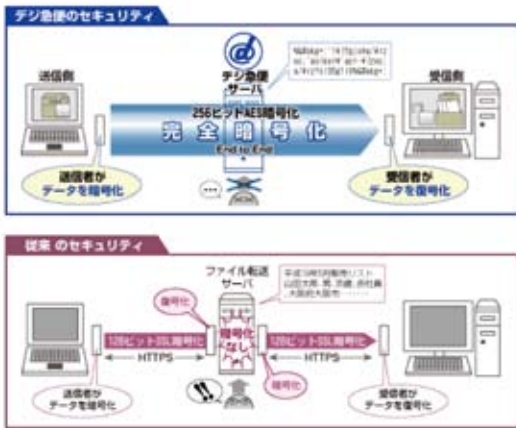 デジ急便のセキュリティ
送信側
デジ急便
サーバ
受信側
256ビットAES暗号化
完全暗号化
End to End
送信者が
データを暗号化
受信者が
データを復号化
従来 のセキュリティ
ファイル転送
サーバ
復号化
暗号化
なし
128ビットSSL暗号化
128ビットSSL暗号化
HTTPS
HTTPS
暗号化
送信者が
データを暗号化
受信者が
データを復号化